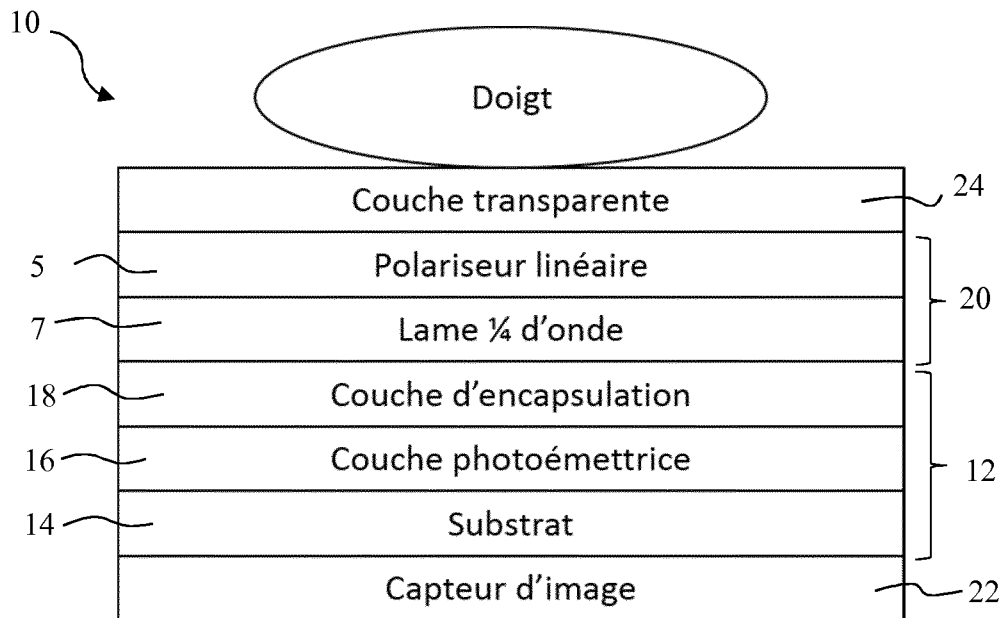 10
Doigt
Couche transparente
24
5
Polariseur linéaire
20
7
Lame ¼ d'onde
18
Couche d'encapsulation
16
Couche photoémettrice
12
14
Substrat
Capteur d'image
22